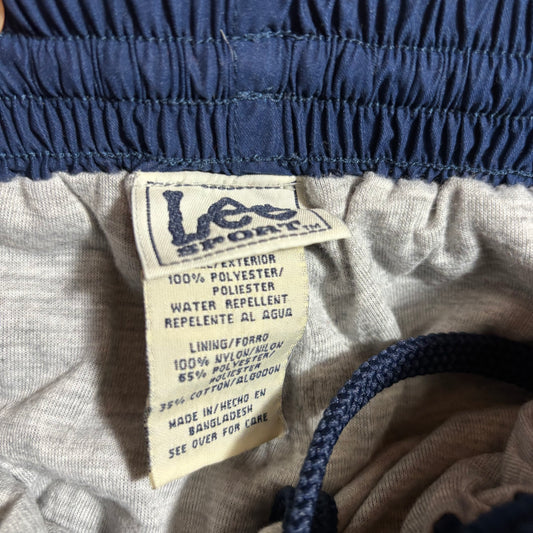 Lee
SPORT™
/EXTERIOR
100% POLYESTER/
POLIESTER
WATER REPELLENT
REPELENTE AL AGUA
LINING/FORRO
100% NYLON/NILON
65% POLYESTER/
POLIESTER
35% COTTON/ALGODON
MADE IN/HECHO EN
BANGLADESH
SEE OVER FOR CARE